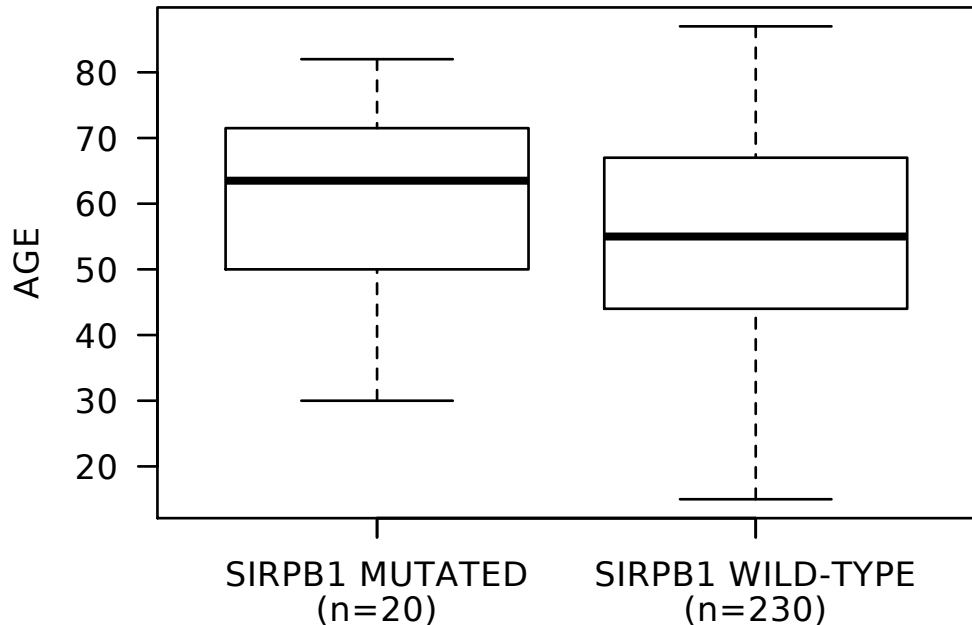 AGE
80
70
60
50
40
30
20
SIRPB1 MUTATED
(n=20)
SIRPB1 WILD-TYPE
(n=230)